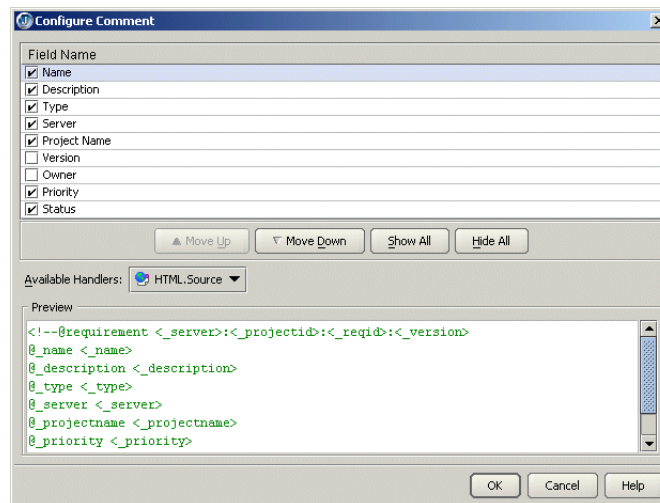 Configure Comment
Field Name
Name
Description
Type
Server
Project Name
Version
Owner
Priority
Status
Move Up Move Down Show All Hide All
Available Handlers: HTML.Source
Preview
<!--@requirement <_server>:<_projectid>:<_reqid>:<_version>
@_name <_name>
@_description <_description>
@_type <_type>
@_server <_server>
@_projectname <_projectname>
@_priority <_priority>
OK Cancel Help